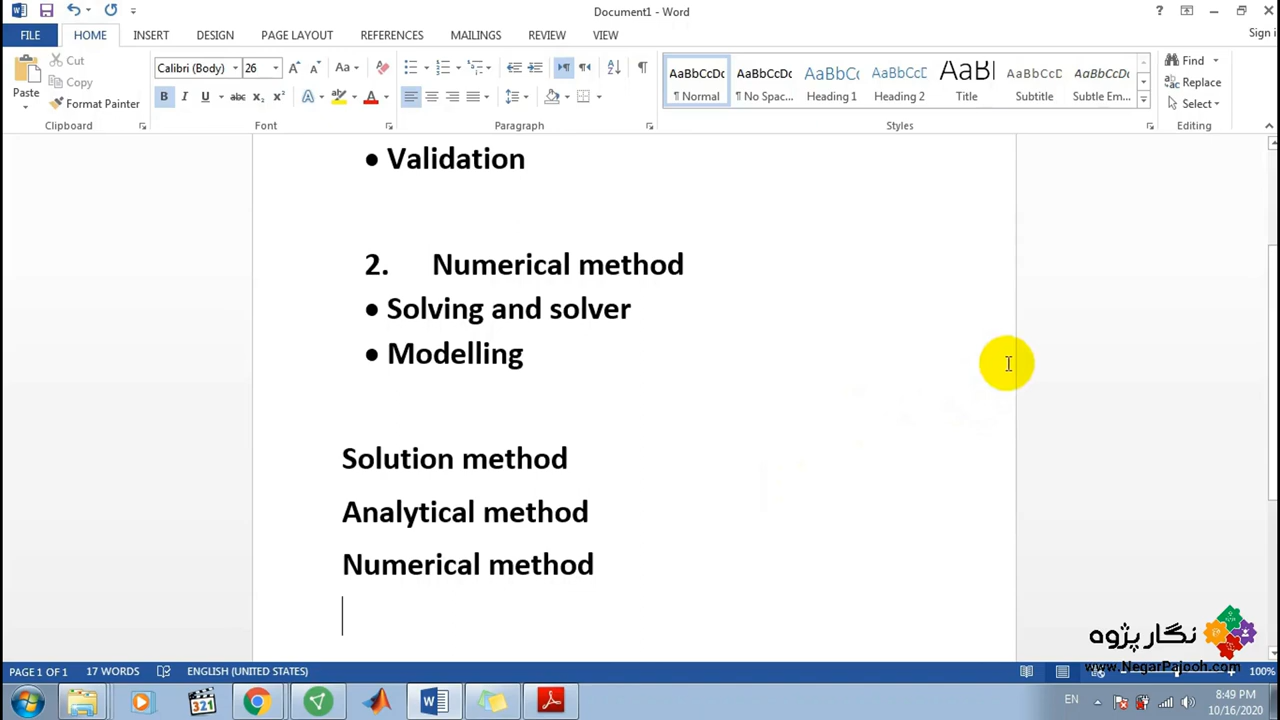 Document1 - Word
?
Sign i
FILE HOME INSERT DESIGN PAGE LAYOUT REFERENCES MAILINGS REVIEW VIEW
Paste
Cut
Copy
Format Painter
Clipboard
Calibri (Body) 26
Font
Paragraph
AaBbCcDc AaBbCcDc AaBbCc AaBbCcD AaBl AaBbCcD AaBbCcDc
¶ Normal ¶ No Spac... Heading 1 Heading 2 Title Subtitle Subtle Em...
Styles
Find
Replace
Select
Editing
• Validation
2. Numerical method
• Solving and solver
• Modelling
Solution method
Analytical method
Numerical method
نگار پژوه
www.NegarPajooh.com
PAGE 1 OF 1 17 WORDS ENGLISH (UNITED STATES) 100%
321
EN
8:49 PM
10/16/2020